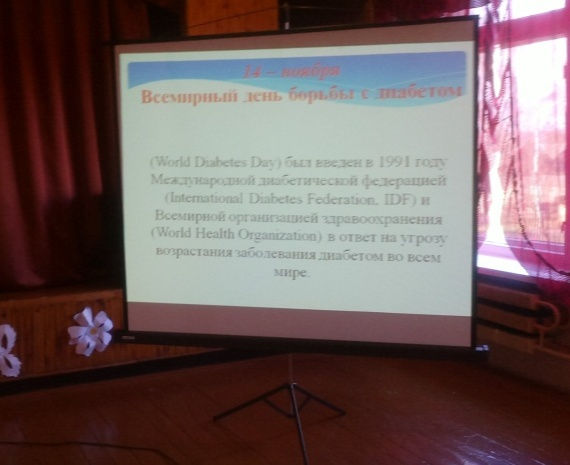 14 – ноября
Всемирный день борьбы с диабетом
(World Diabetes Day) был введен в 1991 году
Международной диабетической федерацией
(International Diabetes Federation, IDF) и
Всемирной организацией здравоохранения
(World Health Organization) в ответ на угрозу
возрастания заболевания диабетом во всем
мире.